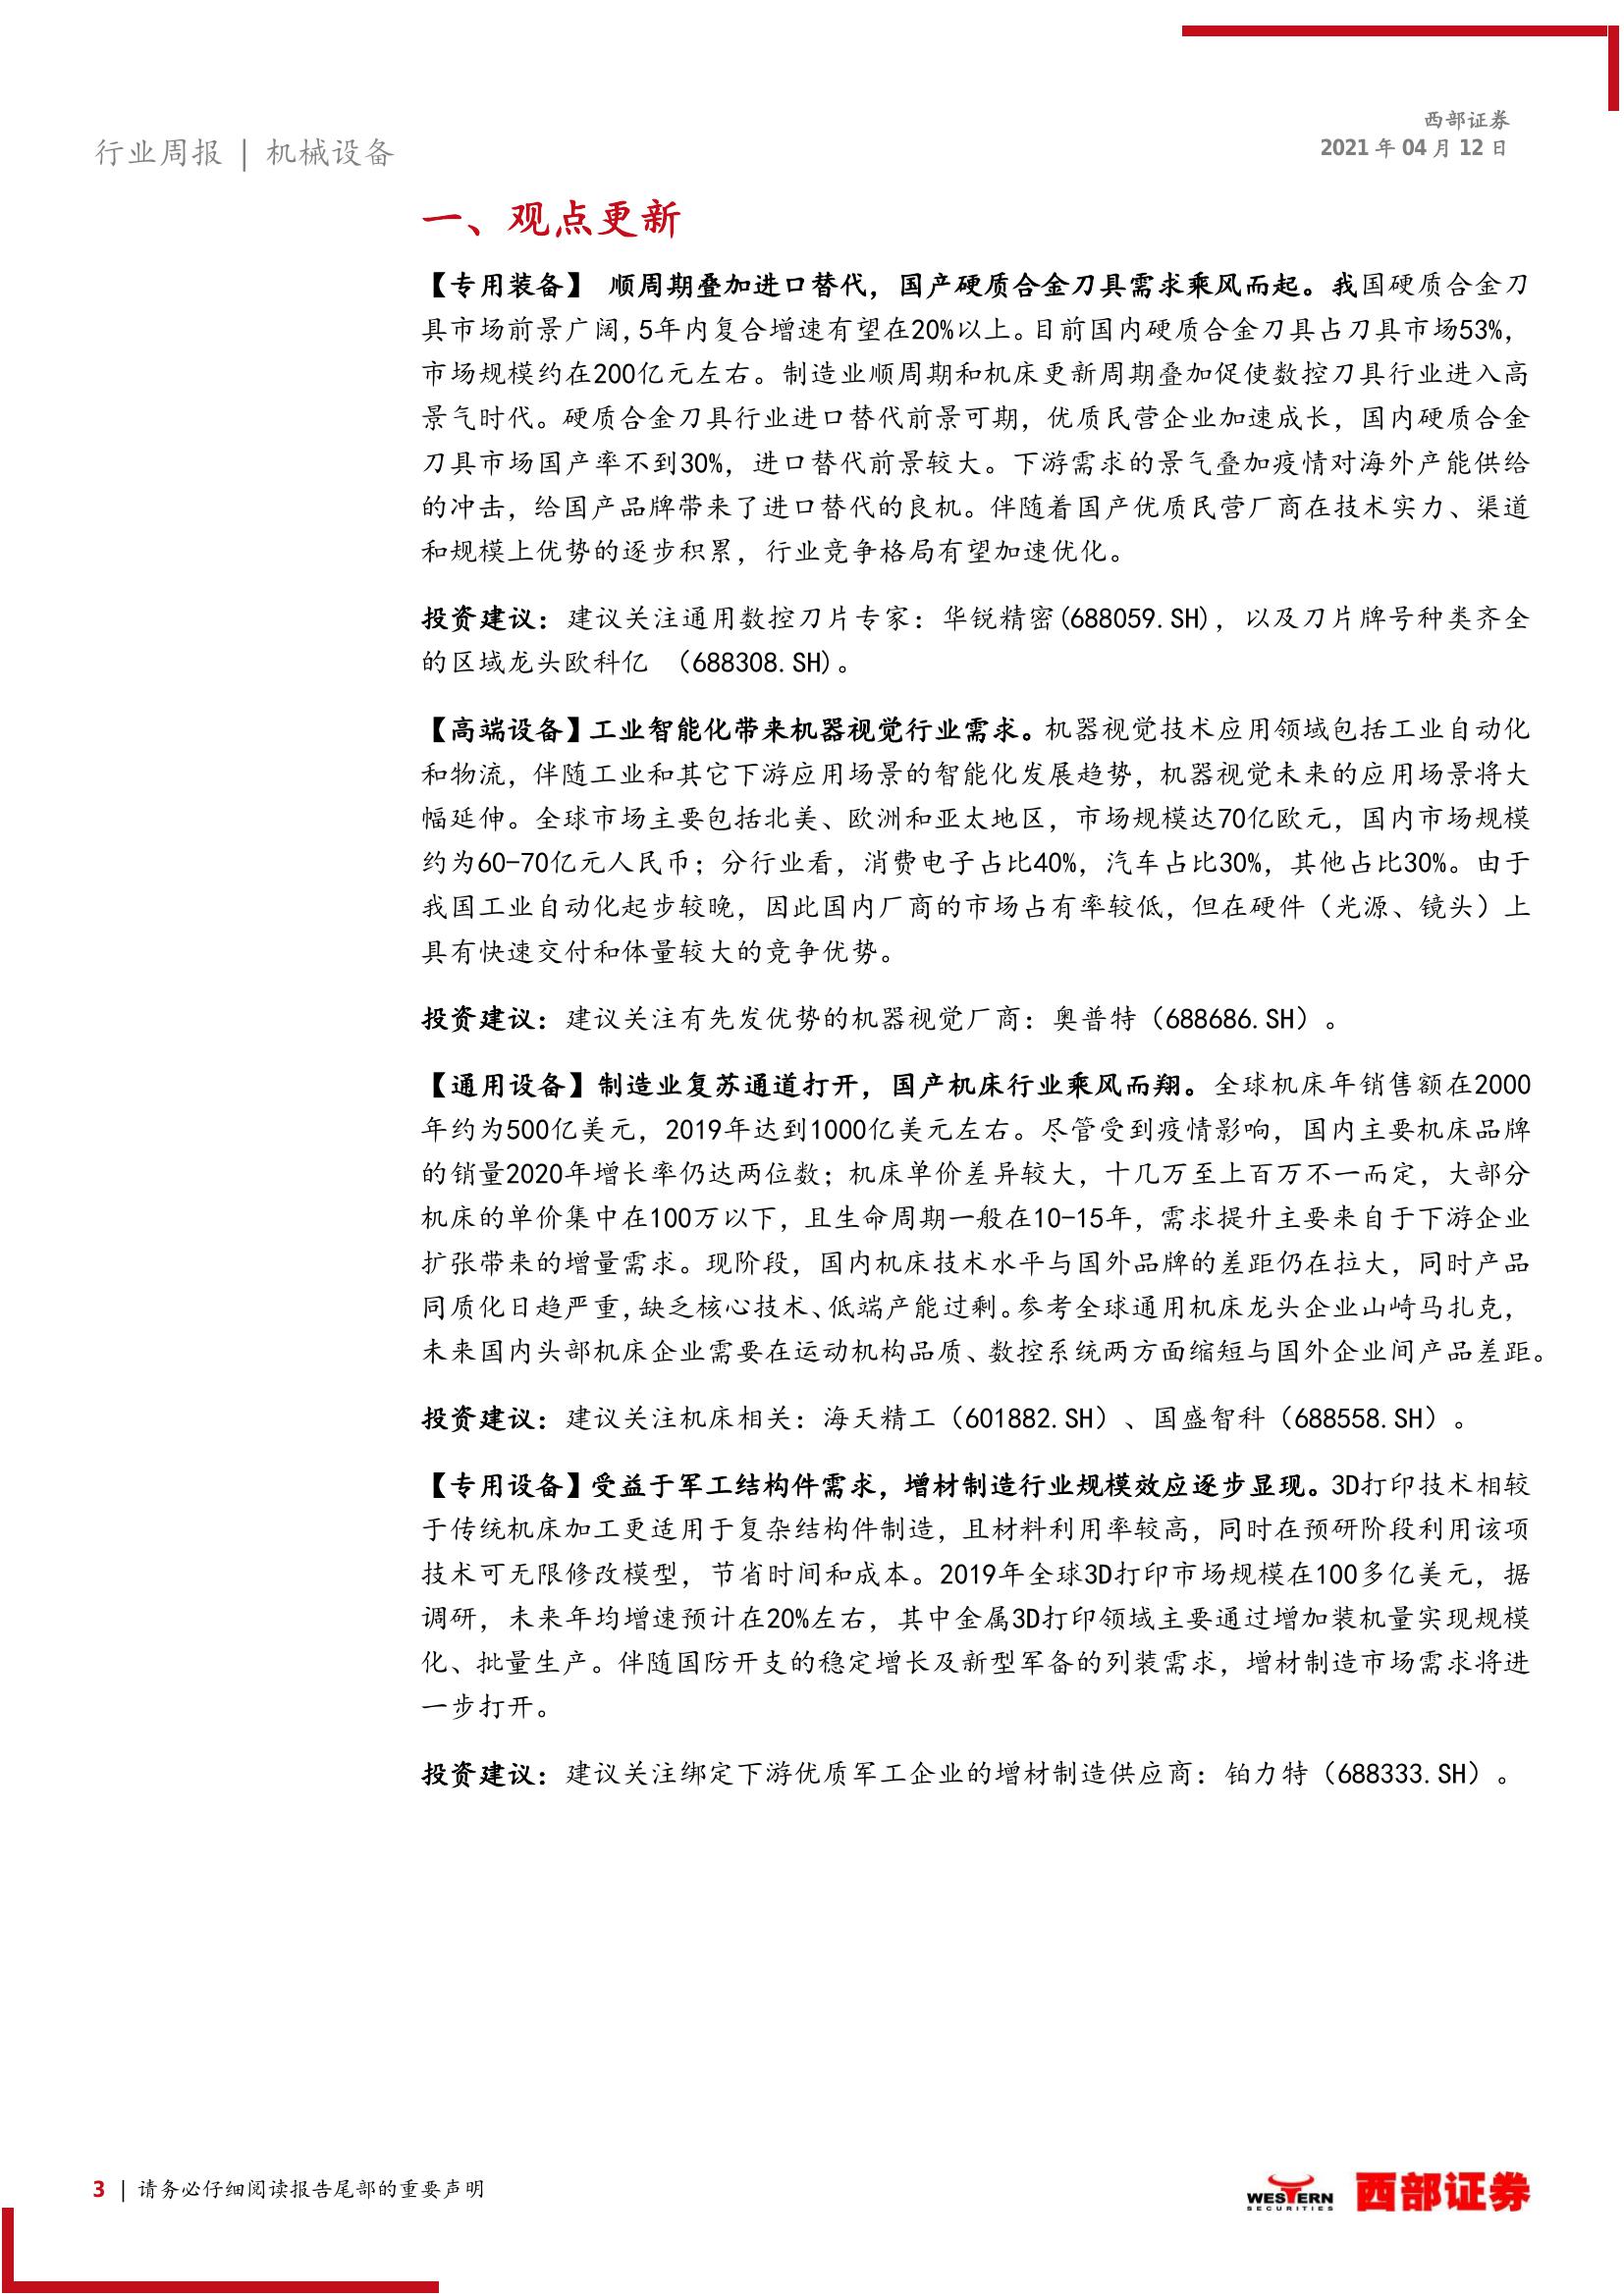 西部证券
2021 年 04 月 12 日
行业周报 | 机械设备
一、观点更新
【专用装备】 顺周期叠加进口替代，国产硬质合金刀具需求乘风而起。我国硬质合金刀
具市场前景广阔，5年内复合增速有望在20%以上。目前国内硬质合金刀具占刀具市场53%，
市场规模约在200亿元左右。制造业顺周期和机床更新周期叠加促使数控刀具行业进入高
景气时代。硬质合金刀具行业进口替代前景可期，优质民营企业加速成长，国内硬质合金
刀具市场国产率不到30%，进口替代前景较大。下游需求的景气叠加疫情对海外产能供给
的冲击，给国产品牌带来了进口替代的良机。伴随着国产优质民营厂商在技术实力、渠道
和规模上优势的逐步积累，行业竞争格局有望加速优化。
投资建议：建议关注通用数控刀片专家：华锐精密(688059.SH)，以及刀片牌号种类齐全
的区域龙头欧科亿 （688308.SH)。
【高端设备】工业智能化带来机器视觉行业需求。机器视觉技术应用领域包括工业自动化
和物流，伴随工业和其它下游应用场景的智能化发展趋势，机器视觉未来的应用场景将大
幅延伸。全球市场主要包括北美、欧洲和亚太地区，市场规模达70亿欧元，国内市场规模
约为60-70亿元人民币；分行业看，消费电子占比40%，汽车占比30%，其他占比30%。由于
我国工业自动化起步较晚，因此国内厂商的市场占有率较低，但在硬件（光源、镜头）上
具有快速交付和体量较大的竞争优势。
投资建议：建议关注有先发优势的机器视觉厂商：奥普特（688686.SH）。
【通用设备】制造业复苏通道打开，国产机床行业乘风而翔。全球机床年销售额在2000
年约为500亿美元，2019年达到1000亿美元左右。尽管受到疫情影响，国内主要机床品牌
的销量2020年增长率仍达两位数；机床单价差异较大，十几万至上百万不一而定，大部分
机床的单价集中在100万以下，且生命周期一般在10-15年，需求提升主要来自于下游企业
扩张带来的增量需求。现阶段，国内机床技术水平与国外品牌的差距仍在拉大，同时产品
同质化日趋严重，缺乏核心技术、低端产能过剩。参考全球通用机床龙头企业山崎马扎克，
未来国内头部机床企业需要在运动机构品质、数控系统两方面缩短与国外企业间产品差距。
投资建议：建议关注机床相关：海天精工（601882.SH）、国盛智科（688558.SH）。
【专用设备】受益于军工结构件需求，增材制造行业规模效应逐步显现。3D打印技术相较
于传统机床加工更适用于复杂结构件制造，且材料利用率较高，同时在预研阶段利用该项
技术可无限修改模型，节省时间和成本。2019年全球3D打印市场规模在100多亿美元，据
调研，未来年均增速预计在20%左右，其中金属3D打印领域主要通过增加装机量实现规模
化、批量生产。伴随国防开支的稳定增长及新型军备的列装需求，增材制造市场需求将进
一步打开。
投资建议：建议关注绑定下游优质军工企业的增材制造供应商：铂力特（688333.SH）。
3 | 请务必仔细阅读报告尾部的重要声明
WESTERN
SECURITIES
西部证券